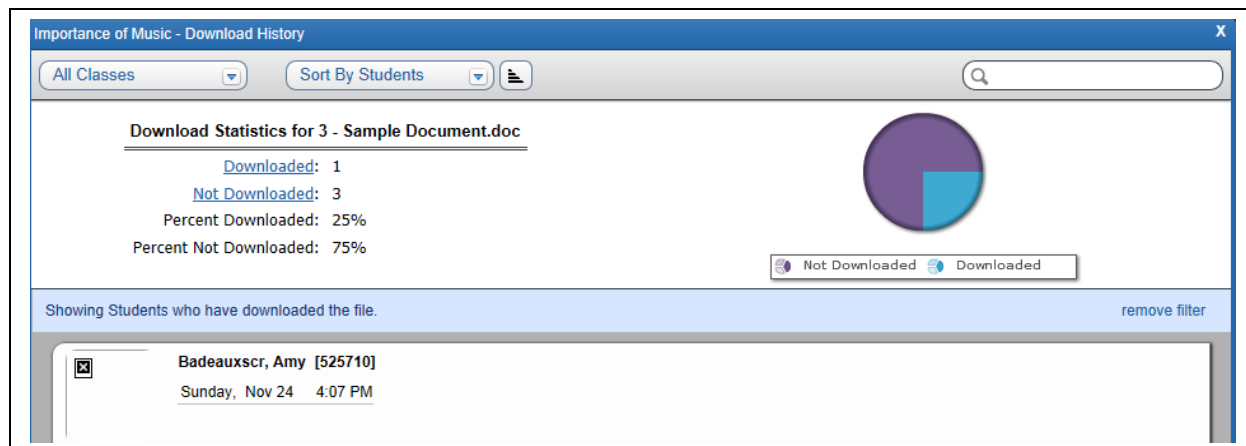 Importance of Music - Download History X
All Classes Sort By Students
Download Statistics for 3 - Sample Document.doc
Downloaded: 1
Not Downloaded: 3
Percent Downloaded: 25%
Percent Not Downloaded: 75%
Not Downloaded Downloaded
Showing Students who have downloaded the file. remove filter
Badeauxscr, Amy [525710]
Sunday, Nov 24 4:07 PM